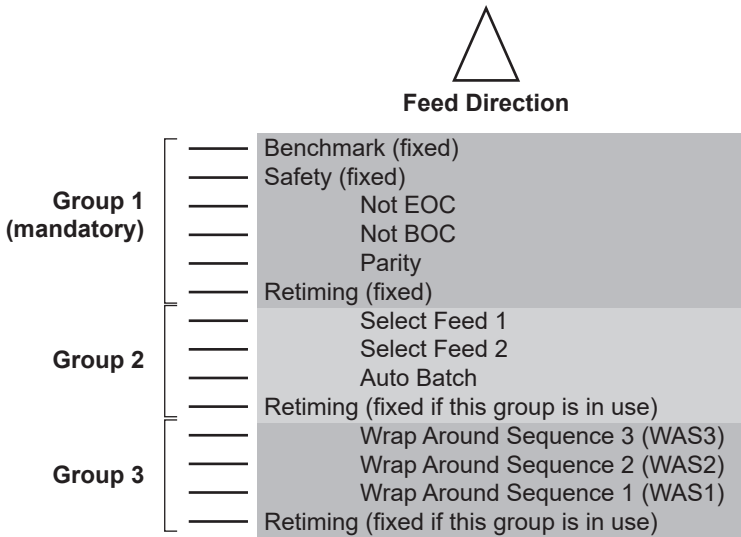 Feed Direction
Group 1
(mandatory)
Benchmark (fixed)
Safety (fixed)
Not EOC
Not BOC
Parity
Retiming (fixed)
Group 2
Select Feed 1
Select Feed 2
Auto Batch
Retiming (fixed if this group is in use)
Group 3
Wrap Around Sequence 3 (WAS3)
Wrap Around Sequence 2 (WAS2)
Wrap Around Sequence 1 (WAS1)
Retiming (fixed if this group is in use)